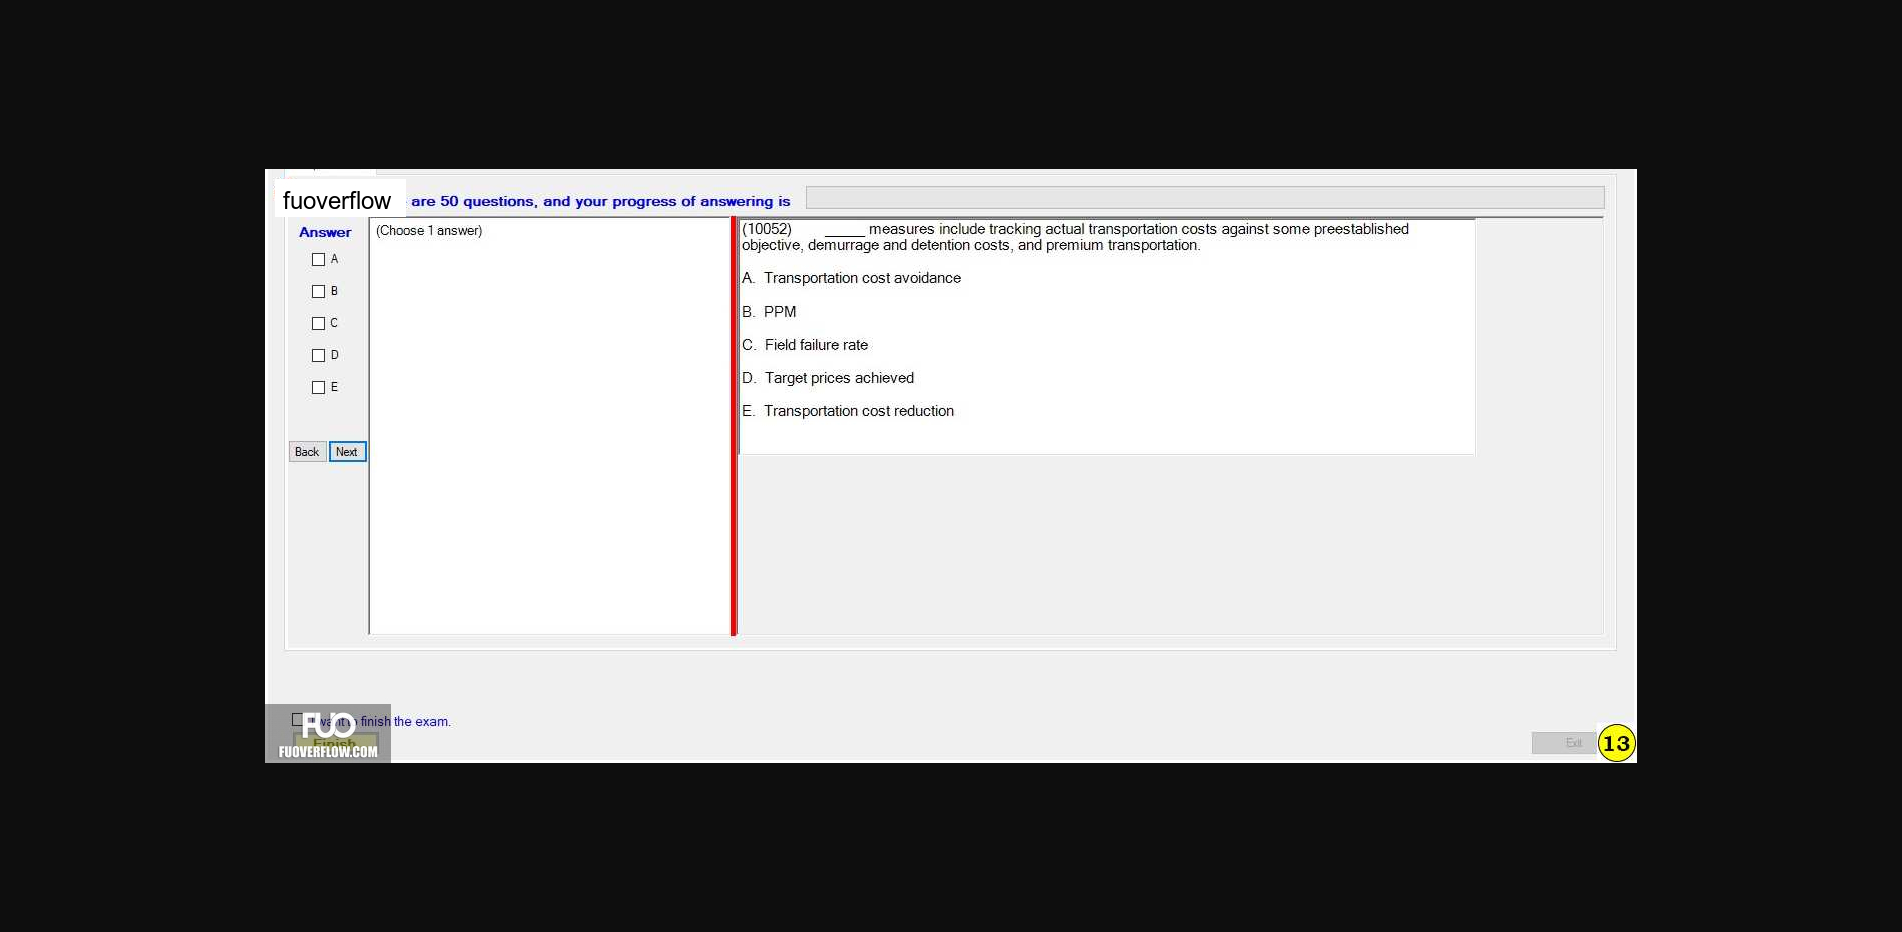 fuoverflow are 50 questions, and your progress of answering is
Answer
A
B
C
D
E
Back Next
(Choose 1 answer)
(10052) _____ measures include tracking actual transportation costs against some preestablished
objective, demurrage and detention costs, and premium transportation.
A. Transportation cost avoidance
B. PPM
C. Field failure rate
D. Target prices achieved
E. Transportation cost reduction
I want to finish the exam.
FUO
Finish
FUOVERFLOW.COM
Exit
13